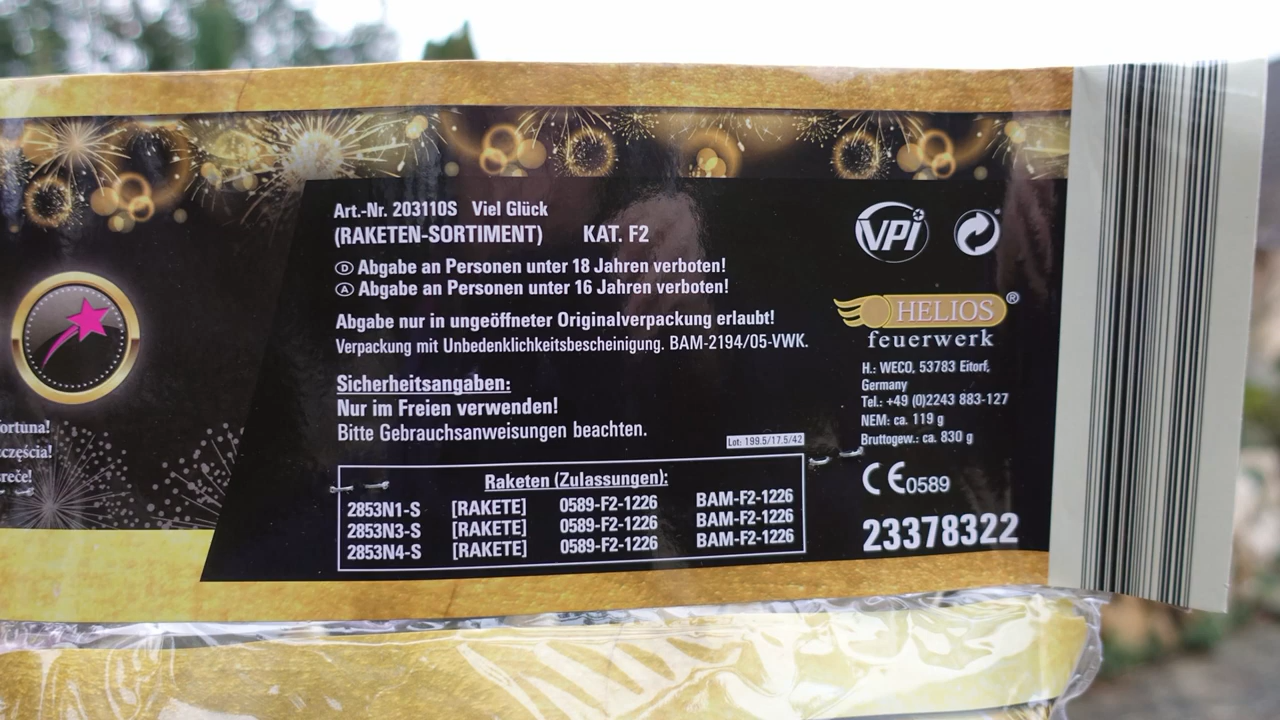 Art.-Nr. 203110S Viel Glück
(RAKETEN-SORTIMENT) KAT. F2
D Abgabe an Personen unter 18 Jahren verboten!
A Abgabe an Personen unter 16 Jahren verboten!
Abgabe nur in ungeöffneter Originalverpackung erlaubt!
Verpackung mit Unbedenklichkeitsbescheinigung. BAM-2194/05-VWK.
Sicherheitsangaben:
Nur im Freien verwenden!
Bitte Gebrauchsanweisungen beachten.
Lot: 199.5/17.5/42
Raketen (Zulassungen):
2853N1-S [RAKETE] 0589-F2-1226 BAM-F2-1226
2853N3-S [RAKETE] 0589-F2-1226 BAM-F2-1226
2853N4-S [RAKETE] 0589-F2-1226 BAM-F2-1226
VPi
HELIOS®
feuerwerk
H.: WECO, 53783 Eitorf,
Germany
Tel.: +49 (0)2243 883-127
NEM: ca. 119 g
Bruttogew.: ca. 830 g
CE0589
23378322
ortuna!
częścia!
reče!